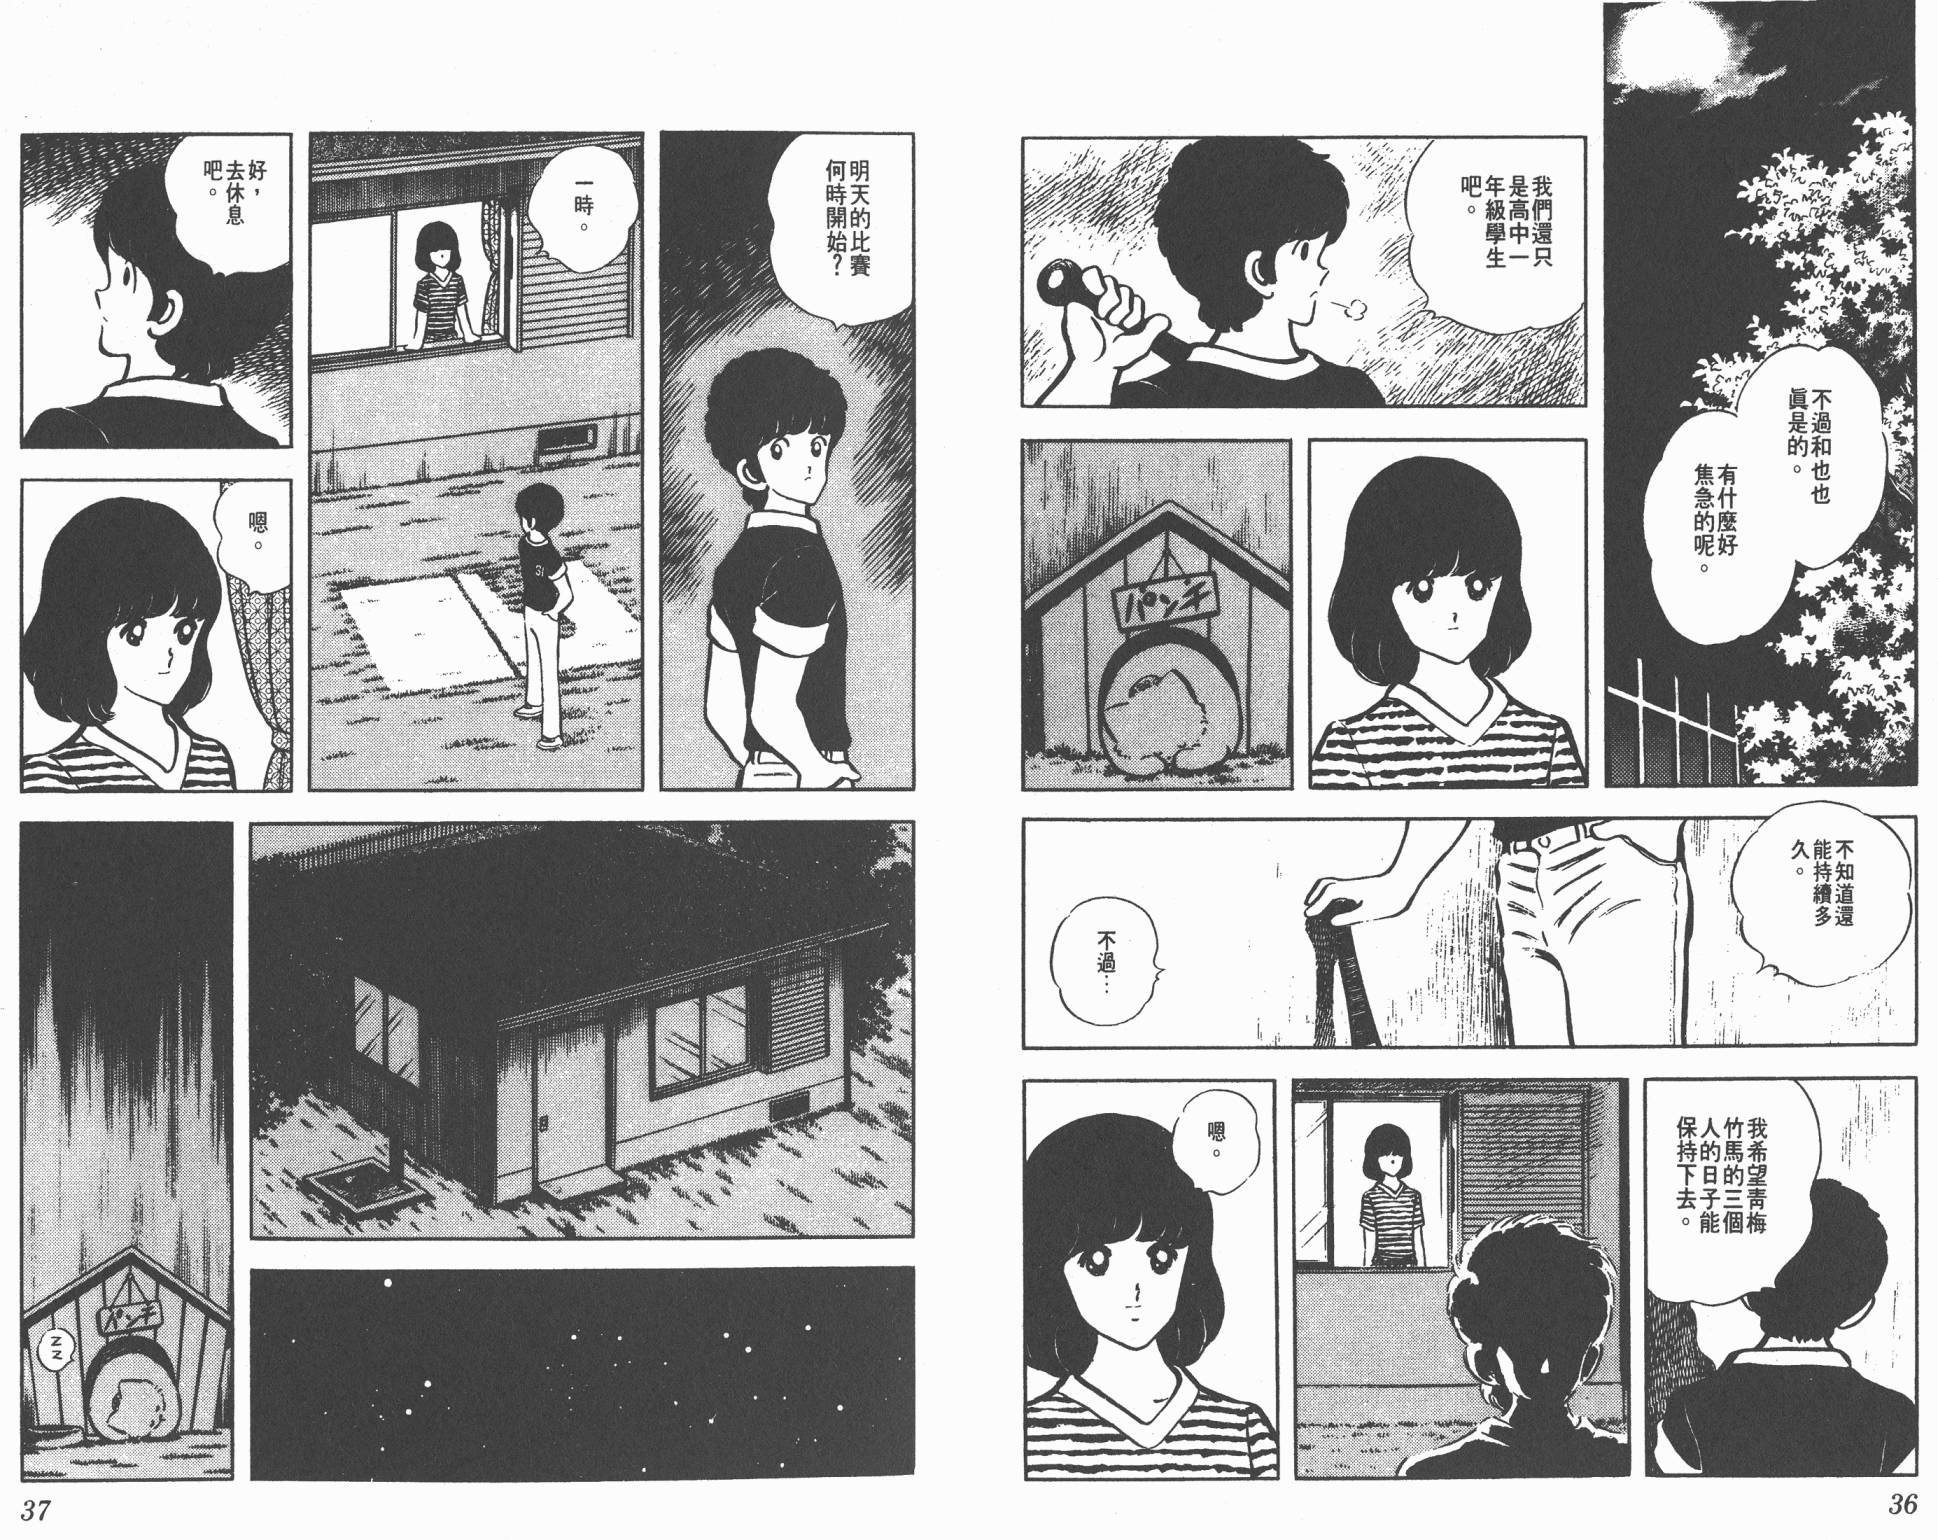 不過和也也
眞是的。
有什麼好
焦急的呢。
我們還只
是高中一
年級學生
吧。
パンチ
不知道還
能持續多
久。
不過…
我希望靑梅
竹馬的三個
人的日子能
保持下去。
嗯。
36
明天的比賽
何時開始？
一時。
31
好，
去休息
吧。
嗯。
パンチ
ZZ
37